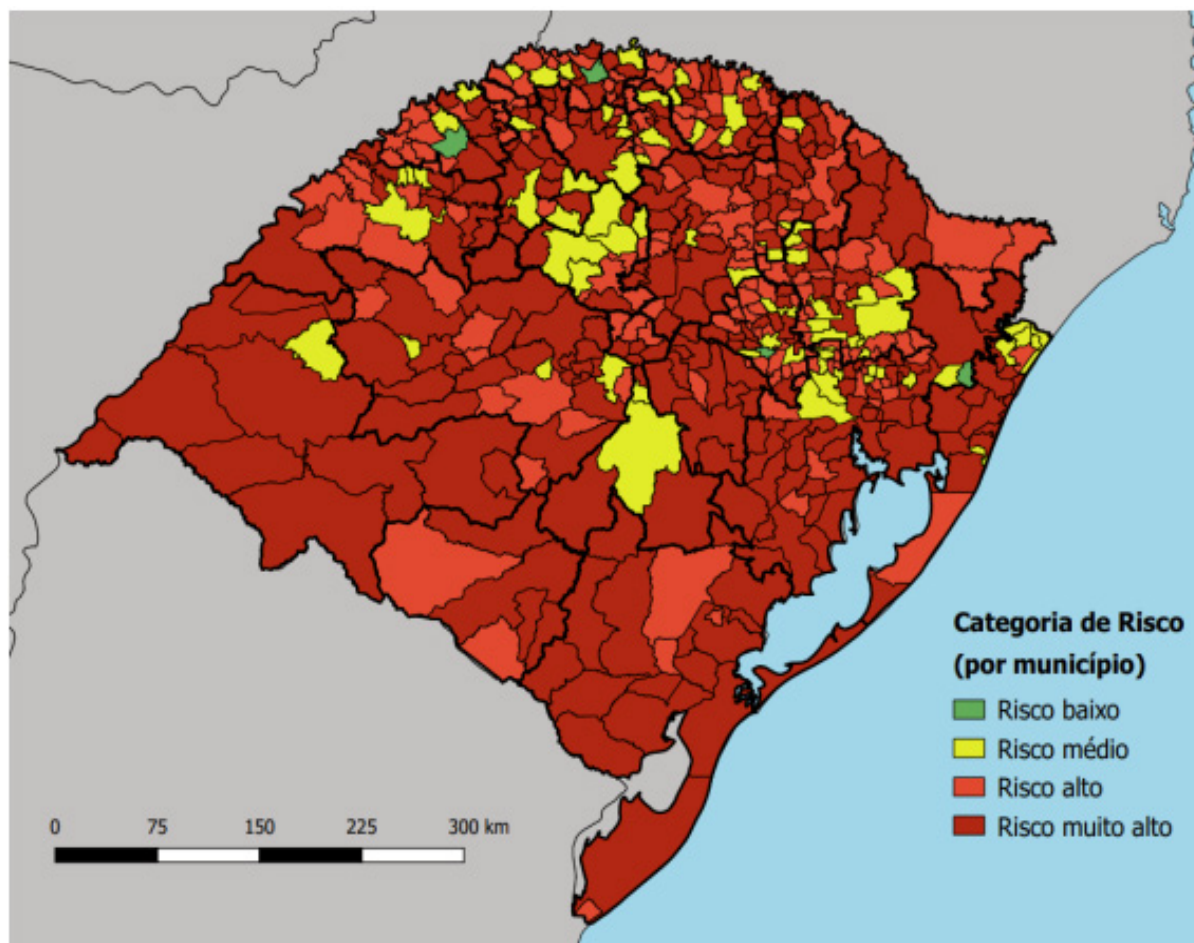 Categoria de Risco
(por município)
Risco baixo
Risco médio
Risco alto
Risco muito alto
0 75 150 225 300 km